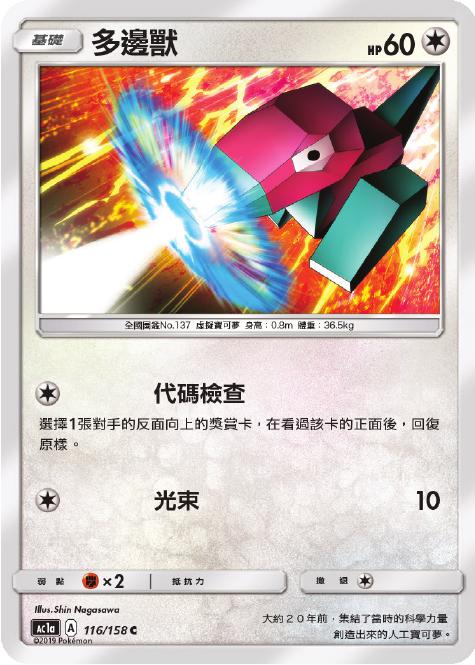 基礎 多邊獸 HP60
全國圖鑑No.137 虛擬寶可夢 身高：0.8m 體重：36.5kg
代碼檢查
選擇1張對手的反面向上的獎賞卡，在看過該卡的正面後，回復
原樣。
光束 10
弱點 ×2 抵抗力 撤退
Illus.Shin Nagasawa
AC1a A 116/158 C
©2019 Pokémon
大約２０年前，集結了當時的科學力量
創造出來的人工寶可夢。